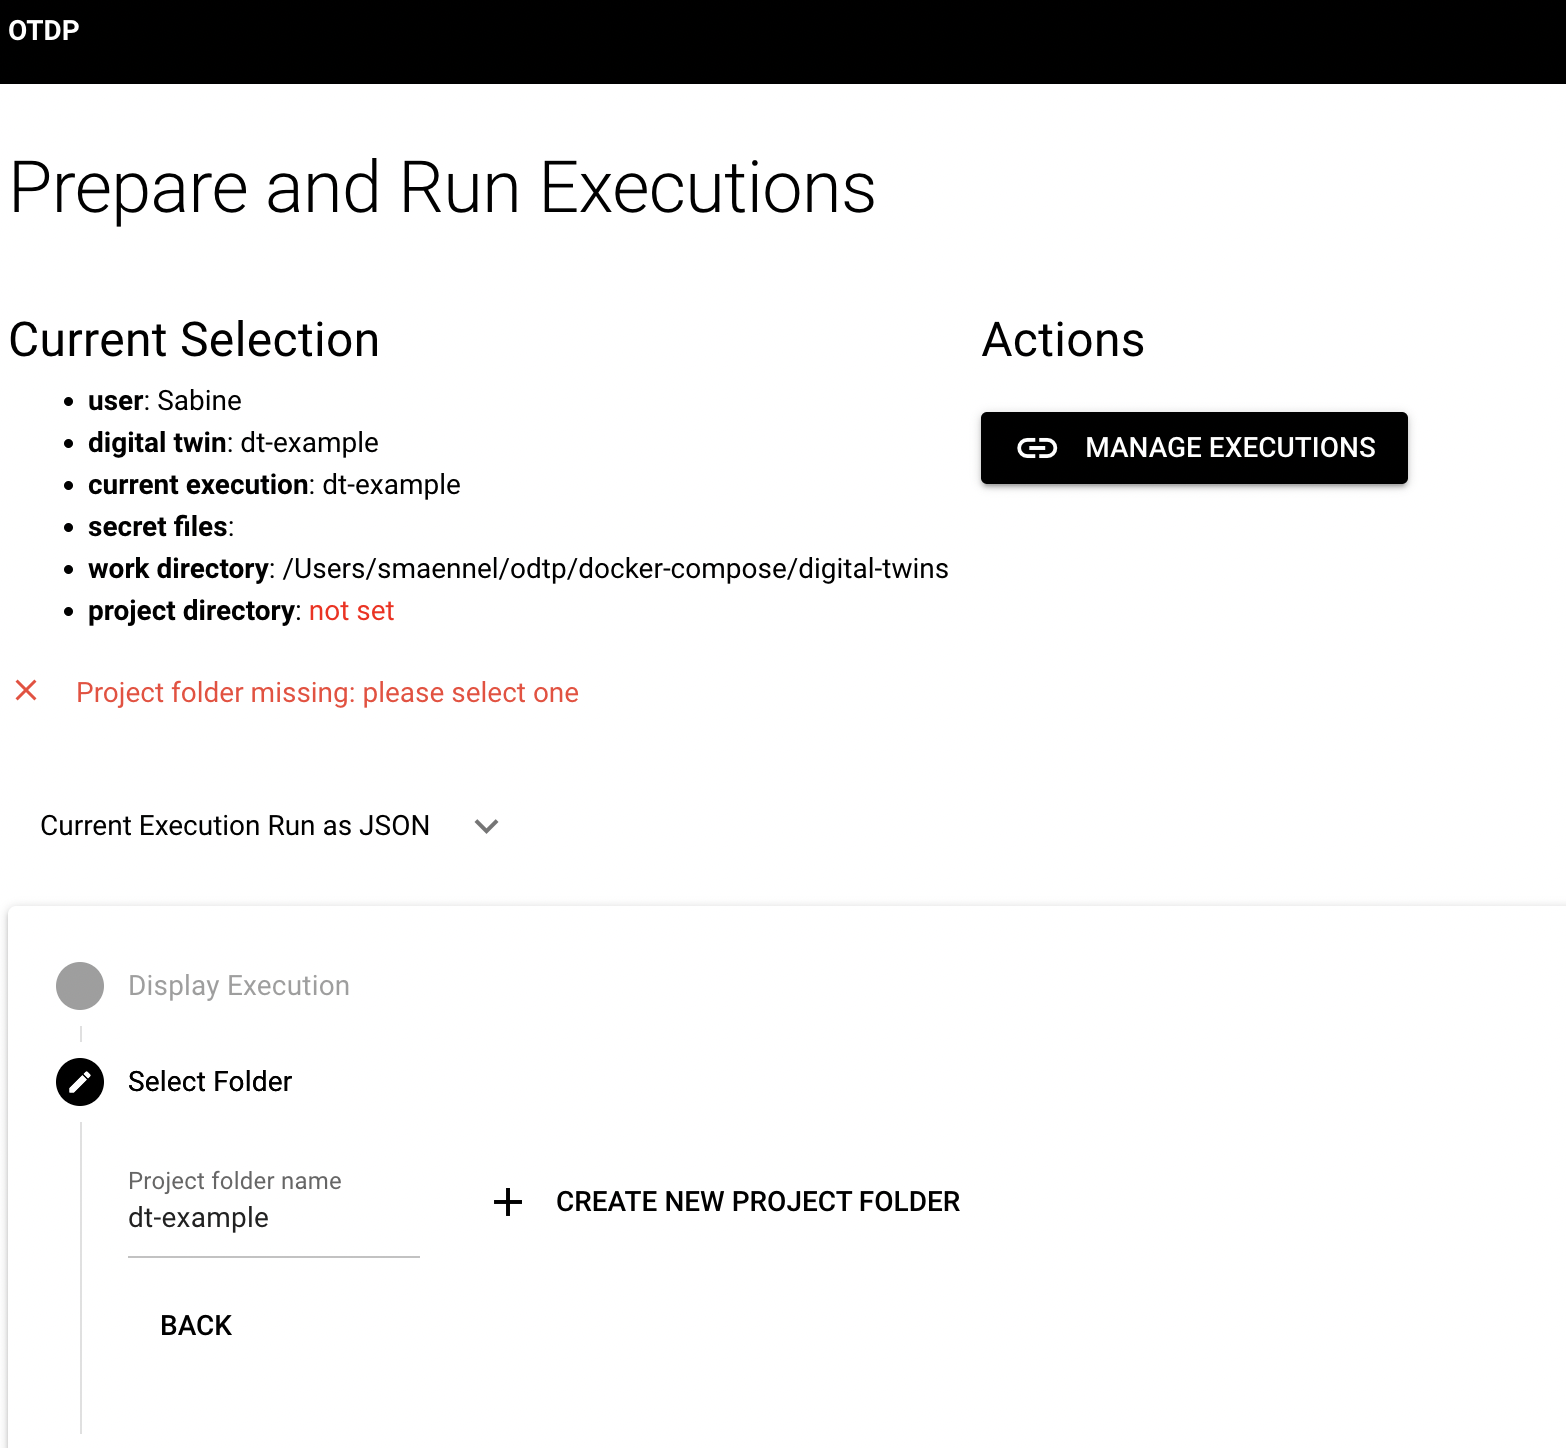 OTDP
Prepare and Run Executions
Current Selection
user: Sabine
digital twin: dt-example
current execution: dt-example
secret files:
work directory: /Users/smaennel/odtp/docker-compose/digital-twins
project directory: not set
Actions
MANAGE EXECUTIONS
Project folder missing: please select one
Current Execution Run as JSON
Display Execution
Select Folder
Project folder name
dt-example
CREATE NEW PROJECT FOLDER
BACK